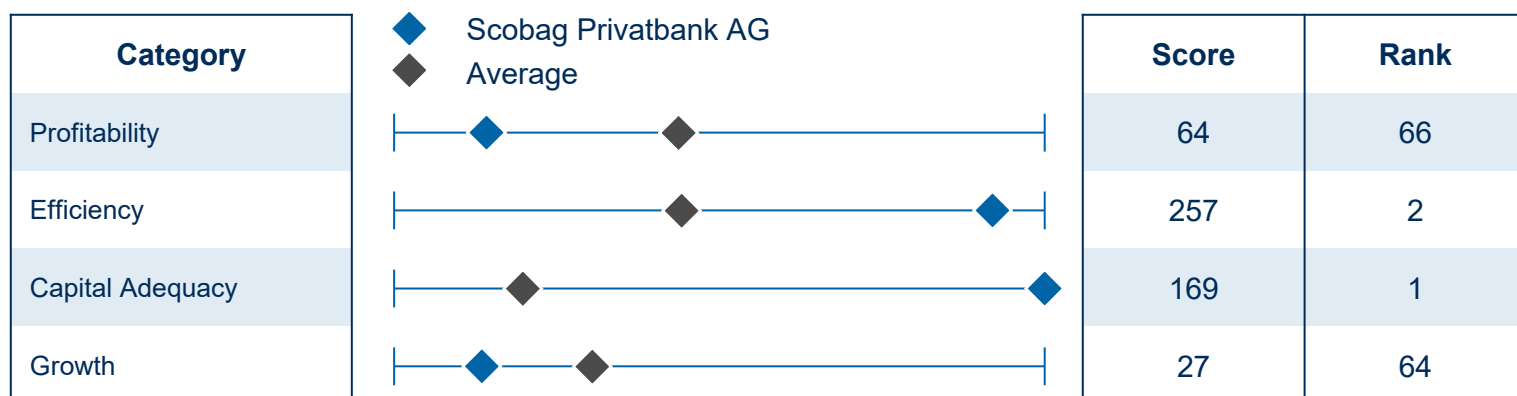 Scobag Privatbank AG
Average
Category Score Rank
Profitability 64 66
Efficiency 257 2
Capital Adequacy 169 1
Growth 27 64